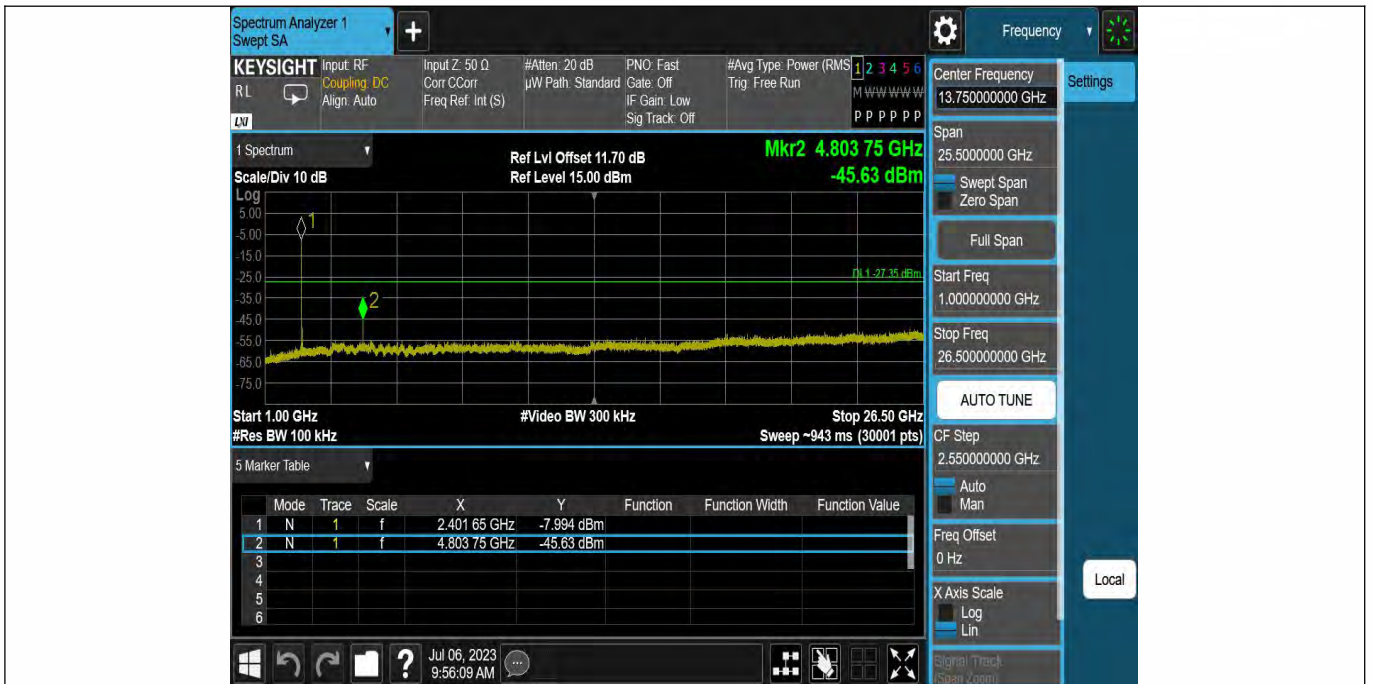 Spectrum Analyzer 1
Swept SA
+
Frequency
KEYSIGHT
RL
LXI
Input: RF
Coupling: DC
Align: Auto
Input Z: 50 Ω
Corr CCorr
Freq Ref: Int (S)
#Atten: 20 dB
µW Path: Standard
PNO: Fast
Gate: Off
IF Gain: Low
Sig Track: Off
#Avg Type: Power (RMS
Trig: Free Run
1 2 3 4 5 6
M W W W W W
P P P P P P
1 Spectrum
Scale/Div 10 dB
Ref Lvl Offset 11.70 dB
Ref Level 15.00 dBm
Mkr2 4.803 75 GHz
-45.63 dBm
Log
5.00
-5.00
-15.0
-25.0
-35.0
-45.0
-55.0
-65.0
-75.0
1
2
DL1 -27.35 dBm
Start 1.00 GHz
#Res BW 100 kHz
#Video BW 300 kHz
Stop 26.50 GHz
Sweep ~943 ms (30001 pts)
5 Marker Table
Mode Trace Scale X Y Function Function Width Function Value
1 N 1 f 2.401 65 GHz -7.994 dBm
2 N 1 f 4.803 75 GHz -45.63 dBm
3
4
5
6
Center Frequency
13.750000000 GHz
Settings
Span
25.5000000 GHz
Swept Span
Zero Span
Full Span
Start Freq
1.000000000 GHz
Stop Freq
26.500000000 GHz
AUTO TUNE
CF Step
2.550000000 GHz
Auto
Man
Freq Offset
0 Hz
X Axis Scale
Log
Lin
Local
Signal Track
(Span Zoom)
?
Jul 06, 2023
9:56:09 AM